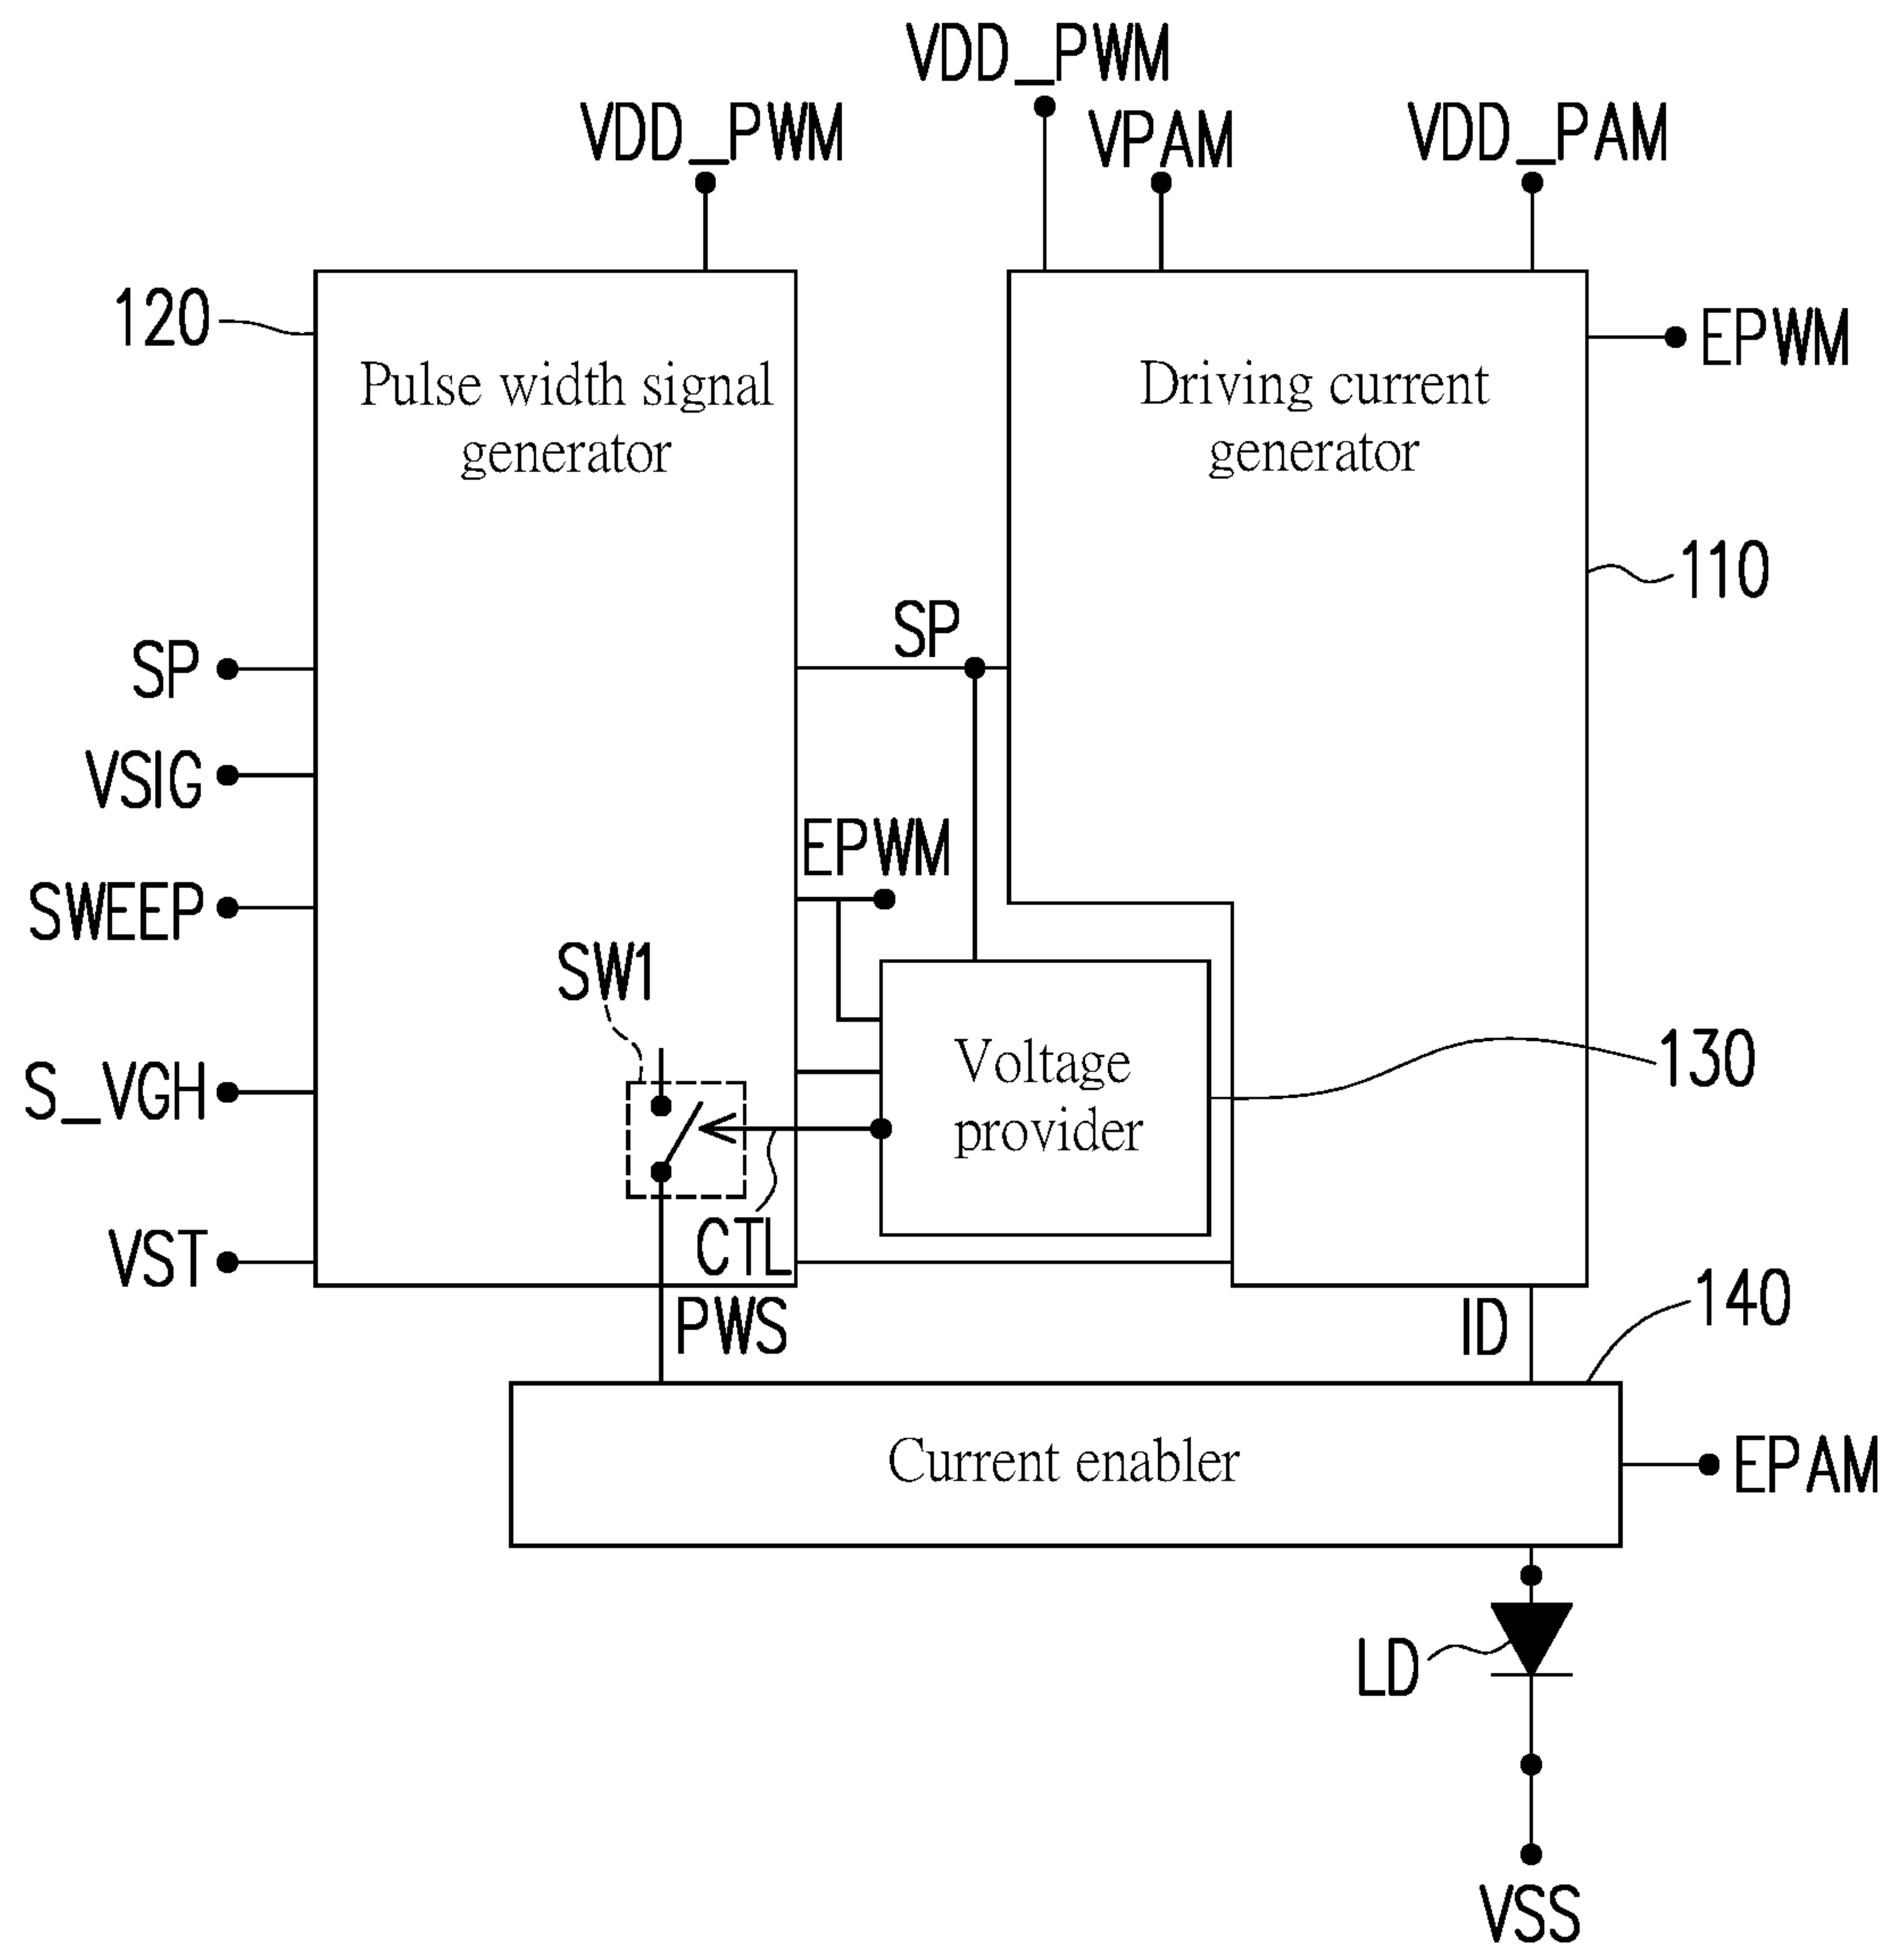 VDD_PWM
VDD_PWM
VPAM
VDD_PAM
120
Pulse width signal
generator
Driving current
generator
EPWM
110
SP
SP
VSIG
EPWM
SWEEP
SW1
S_VGH
Voltage
provider
130
VST
CTL
PWS
ID
140
Current enabler
EPAM
LD
VSS